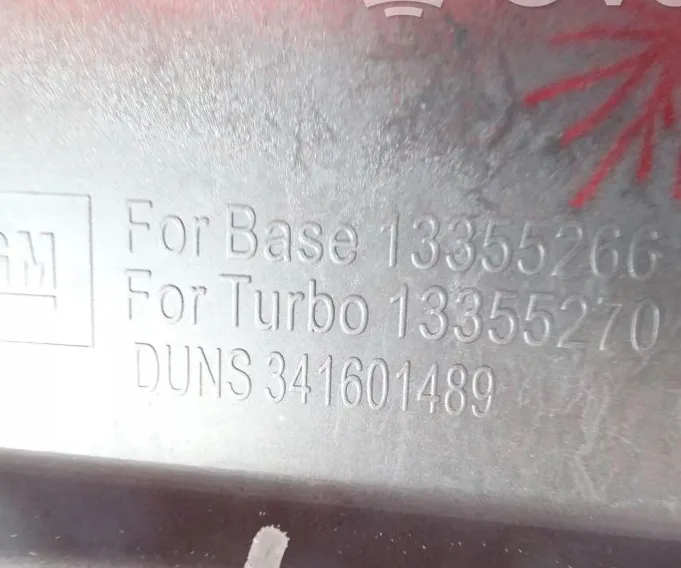 GM
For Base 13355266
For Turbo 13355270
DUNS 341601489